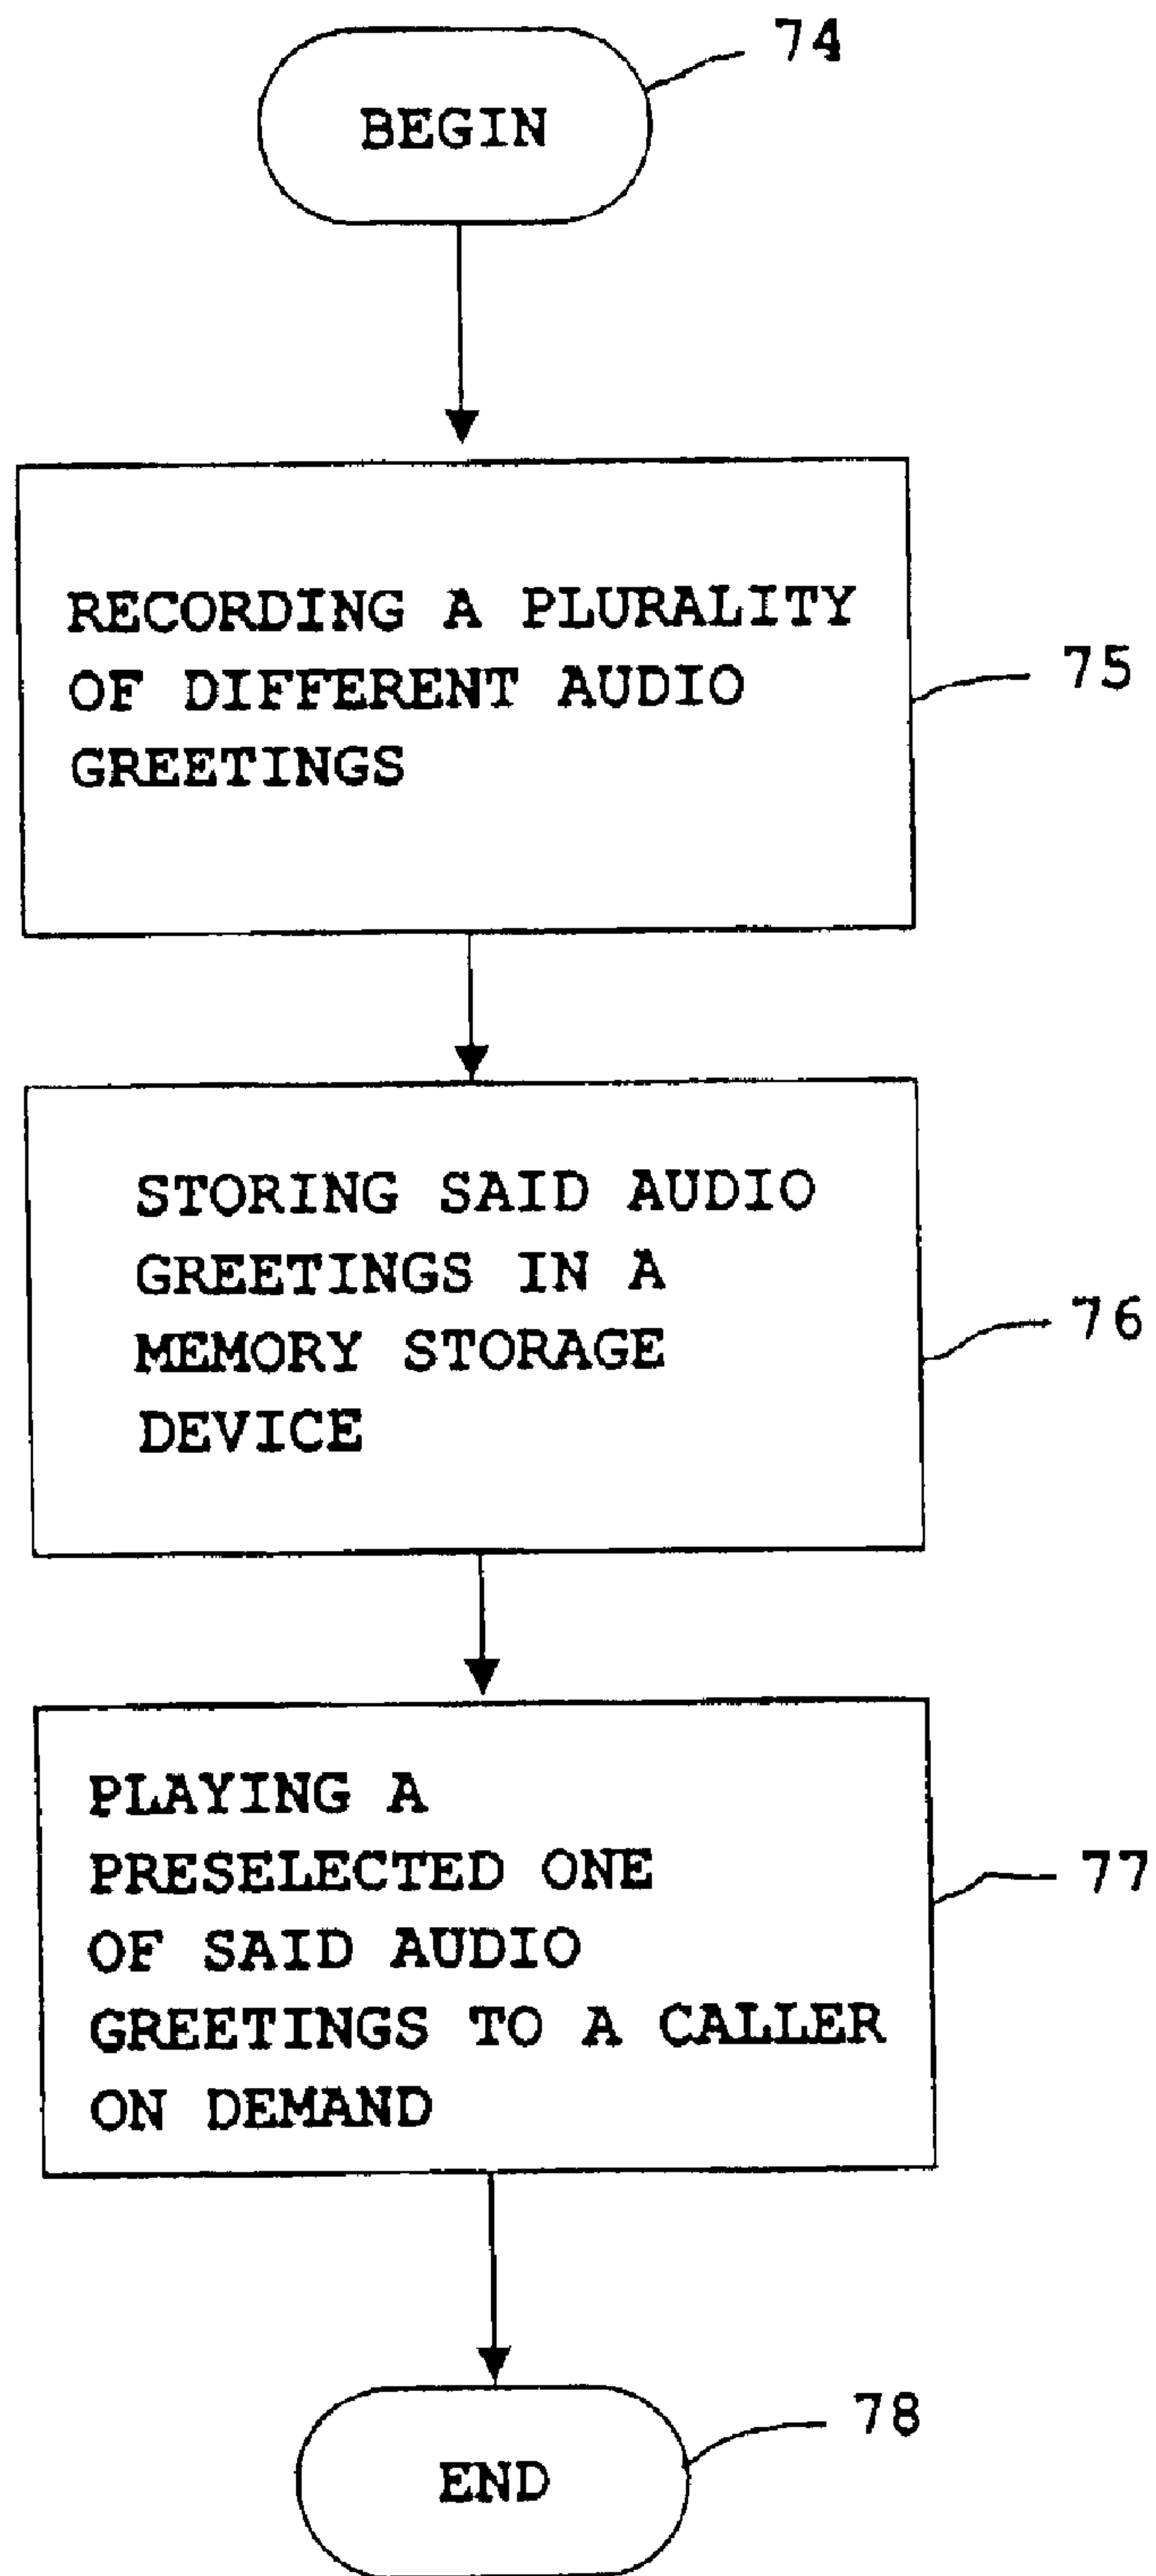 74
BEGIN
RECORDING A PLURALITY
OF DIFFERENT AUDIO
GREETINGS
75
STORING SAID AUDIO
GREETINGS IN A
MEMORY STORAGE
DEVICE
76
PLAYING A
PRESELECTED ONE
OF SAID AUDIO
GREETINGS TO A CALLER
ON DEMAND
77
78
END